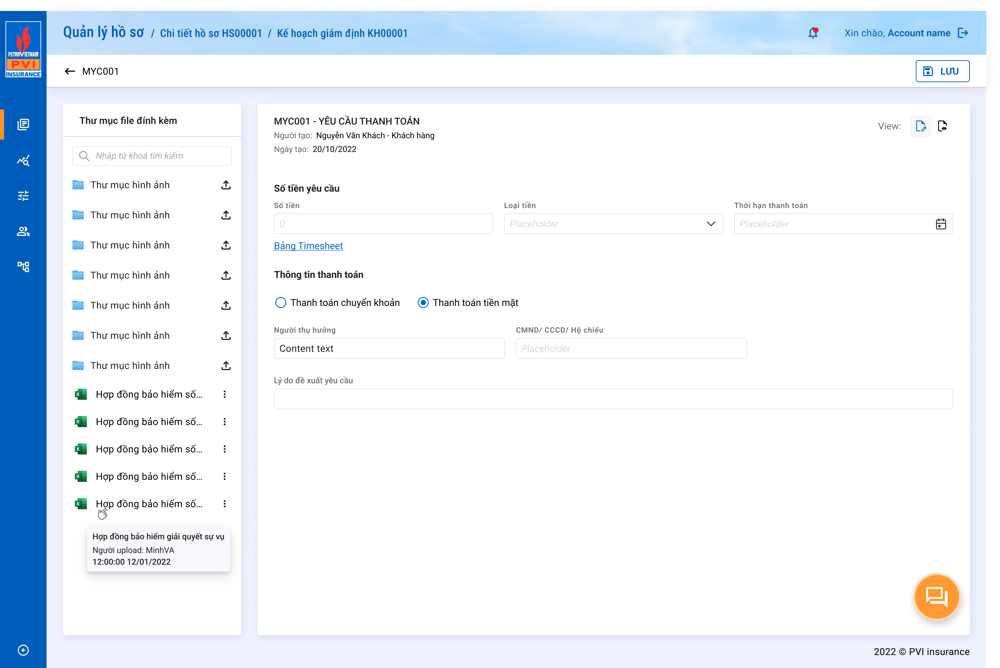 PETROVIETNAM
PVI
INSURANCE
Quản lý hồ sơ / Chi tiết hồ sơ HS00001 / Kế hoạch giám định KH00001
Xin chào, Account name
MYC001
LƯU
Thư mục file đính kèm
Nhập từ khoá tìm kiếm
Thư mục hình ảnh
Thư mục hình ảnh
Thư mục hình ảnh
Thư mục hình ảnh
Thư mục hình ảnh
Thư mục hình ảnh
Thư mục hình ảnh
X Hợp đồng bảo hiểm số...
X Hợp đồng bảo hiểm số...
X Hợp đồng bảo hiểm số...
X Hợp đồng bảo hiểm số...
X Hợp đồng bảo hiểm số...
Hợp đồng bảo hiểm giải quyết sự vụ
Người upload: MinhVA
12:00:00 12/01/2022
MYC001 - YÊU CẦU THANH TOÁN
Người tạo: Nguyễn Văn Khách - Khách hàng
Ngày tạo: 20/10/2022
View:
Số tiền yêu cầu
Số tiền
Loại tiền
Thời hạn thanh toán
0
Placeholder
Placeholder
Bảng Timesheet
Thông tin thanh toán
Thanh toán chuyển khoản
Thanh toán tiền mặt
Người thụ hưởng
CMND/ CCCD/ Hộ chiếu
Content text
Placeholder
Lý do đề xuất yêu cầu
2022 © PVI insurance